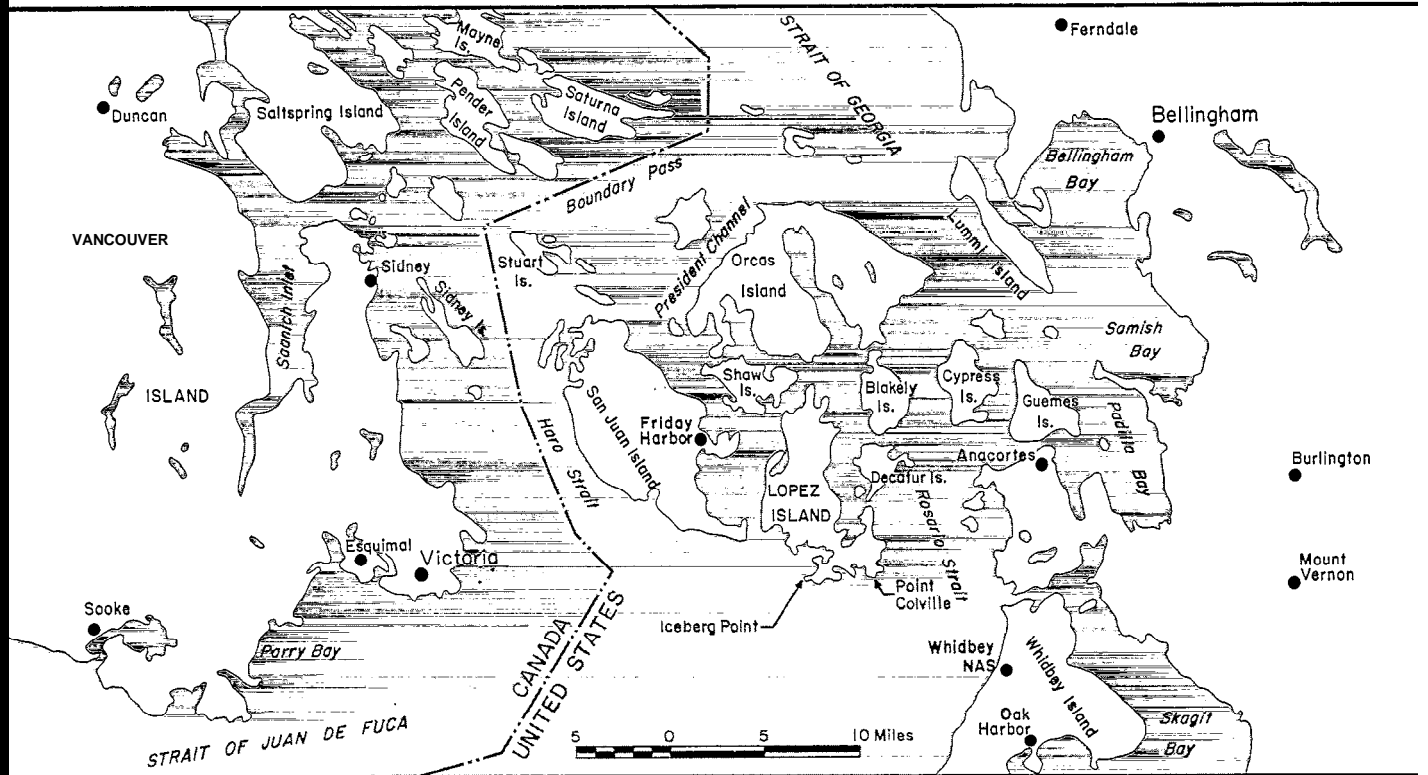 Mayne
Is.
STRAIT OF GEORGIA
Ferndale
Duncan
Saltspring Island
Pender
Island
Saturna
Island
Bellingham
Bellingham
Bay
Boundary Pass
VANCOUVER
ISLAND
Saanich Inlet
Sidney
Sidney Is.
Stuart
Is.
President Channel
Orcas
Island
Lummi Island
Samish
Bay
Shaw
Is.
Blakely
Is.
Cypress
Is.
Guemes
Is.
Padilla
Bay
San Juan Island
Friday
Harbor
Haro Strait
LOPEZ
ISLAND
Decatur Is.
Anacortes
Rosario
Strait
Burlington
Esquimal
Victoria
Mount
Vernon
Point
Colville
Iceberg Point
Sooke
Parry Bay
CANADA
UNITED STATES
Whidbey
NAS
Whidbey Island
Oak
Harbor
Skagit
Bay
STRAIT OF JUAN DE FUCA
5 0 5 10 Miles